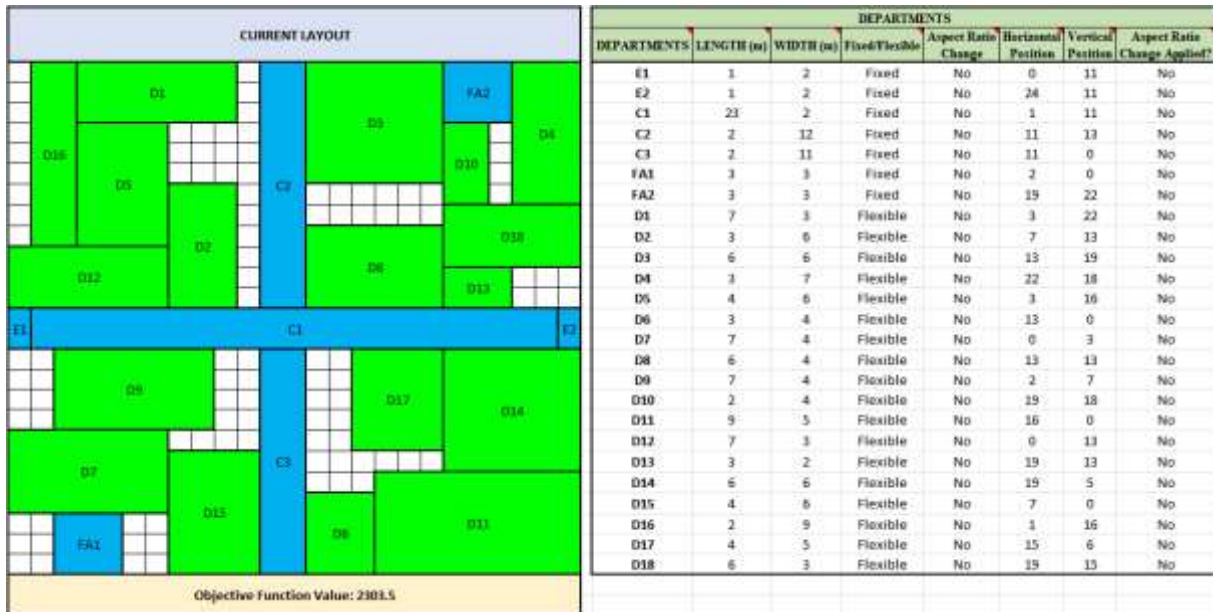 CURRENT LAYOUT
D1
FA2
D3
D4
D16
D10
D5
C2
D2
D18
D8
D12
D13
E1
C1
E2
D9
D17
D14
D7
C3
D15
D11
D6
FA1
Objective Function Value: 2303.5
DEPARTMENTS
DEPARTMENTS LENGTH (m) WIDTH (m) Fixed/Flexible Aspect Ratio Change Horizontal Position Vertical Position Aspect Ratio Change Applied?
E1 1 2 Fixed No 0 11 No
E2 1 2 Fixed No 24 11 No
C1 23 2 Fixed No 1 11 No
C2 2 12 Fixed No 11 13 No
C3 2 11 Fixed No 11 0 No
FA1 3 3 Fixed No 2 0 No
FA2 3 3 Fixed No 19 22 No
D1 7 3 Flexible No 3 22 No
D2 3 6 Flexible No 7 13 No
D3 6 6 Flexible No 13 19 No
D4 3 7 Flexible No 22 18 No
D5 4 6 Flexible No 3 16 No
D6 3 4 Flexible No 13 0 No
D7 7 4 Flexible No 0 3 No
D8 6 4 Flexible No 13 13 No
D9 7 4 Flexible No 2 7 No
D10 2 4 Flexible No 19 18 No
D11 9 5 Flexible No 16 0 No
D12 7 3 Flexible No 0 13 No
D13 3 2 Flexible No 19 13 No
D14 6 6 Flexible No 19 5 No
D15 4 6 Flexible No 7 0 No
D16 2 9 Flexible No 1 16 No
D17 4 5 Flexible No 15 6 No
D18 6 3 Flexible No 19 15 No